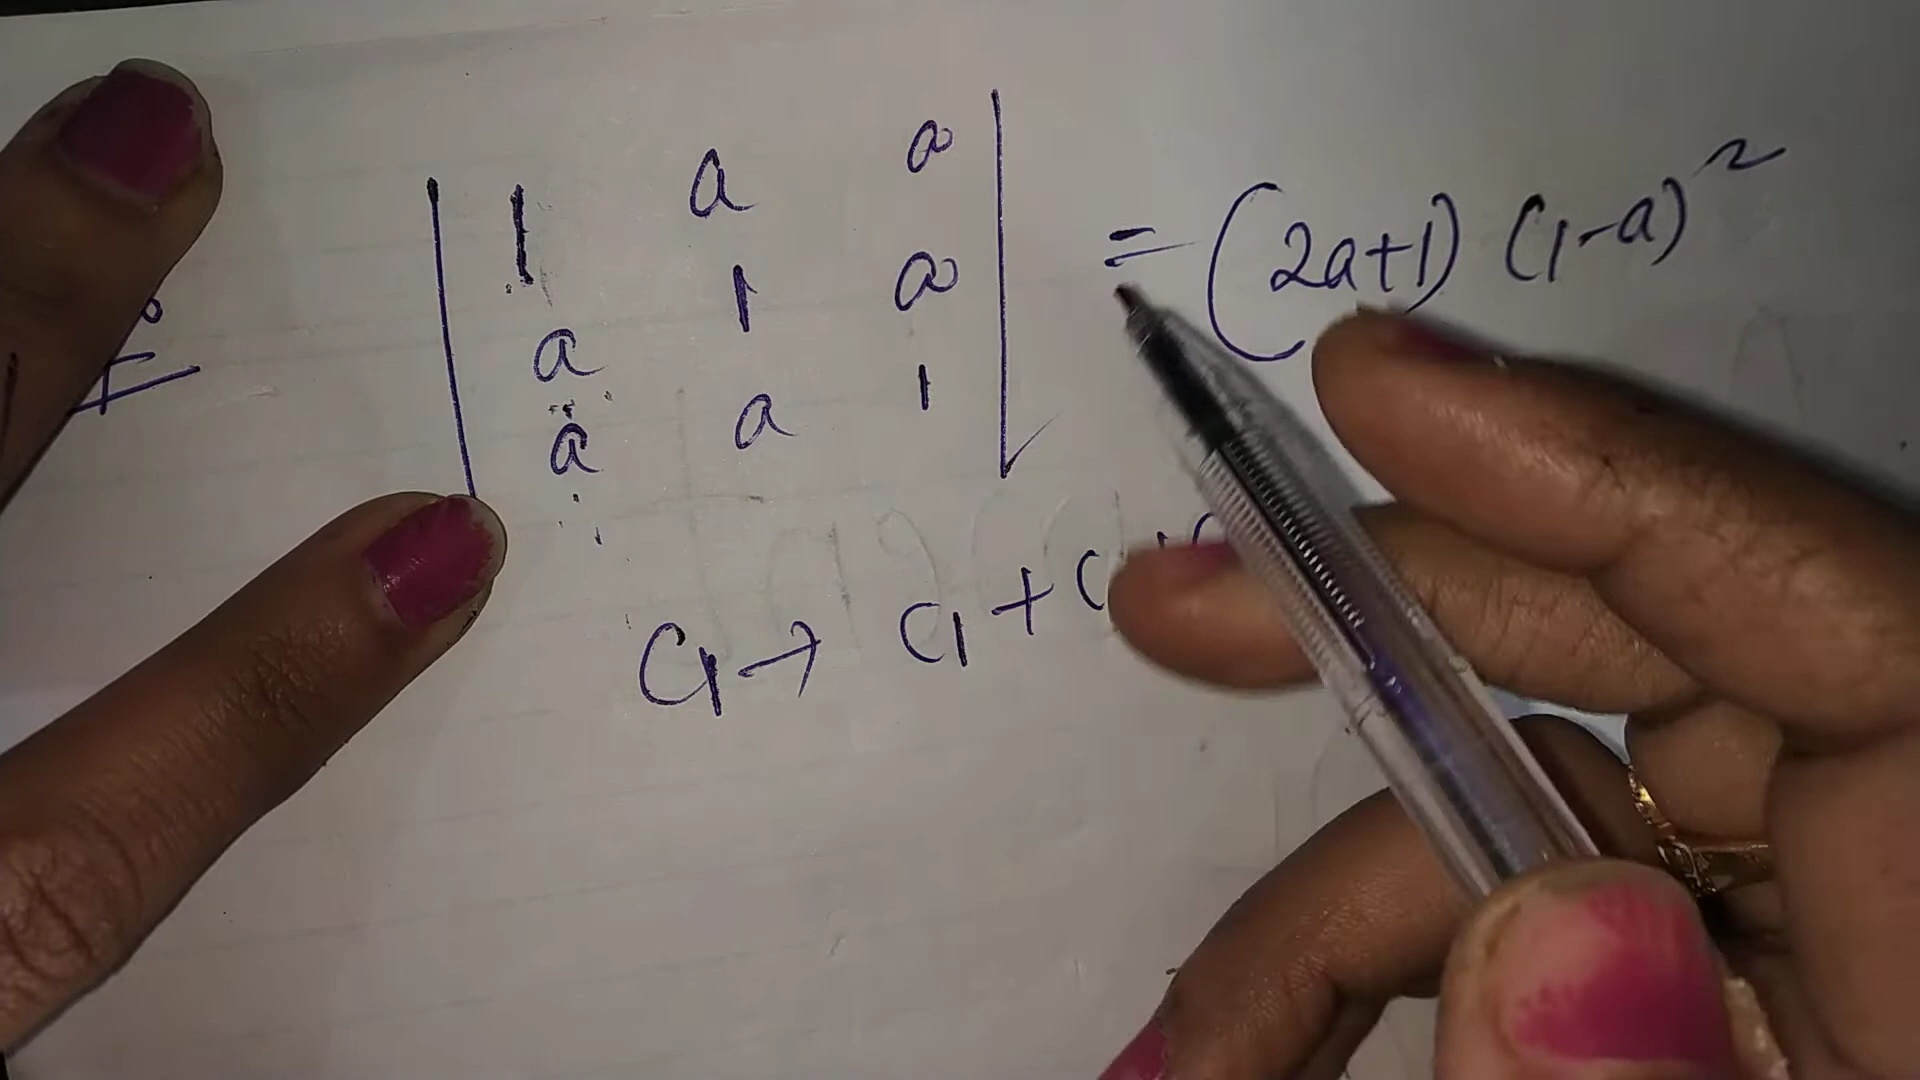 | 1 a a |
| a 1 a | = (2a+1) (1-a)²
| a a 1 |
C1 → C1 + C